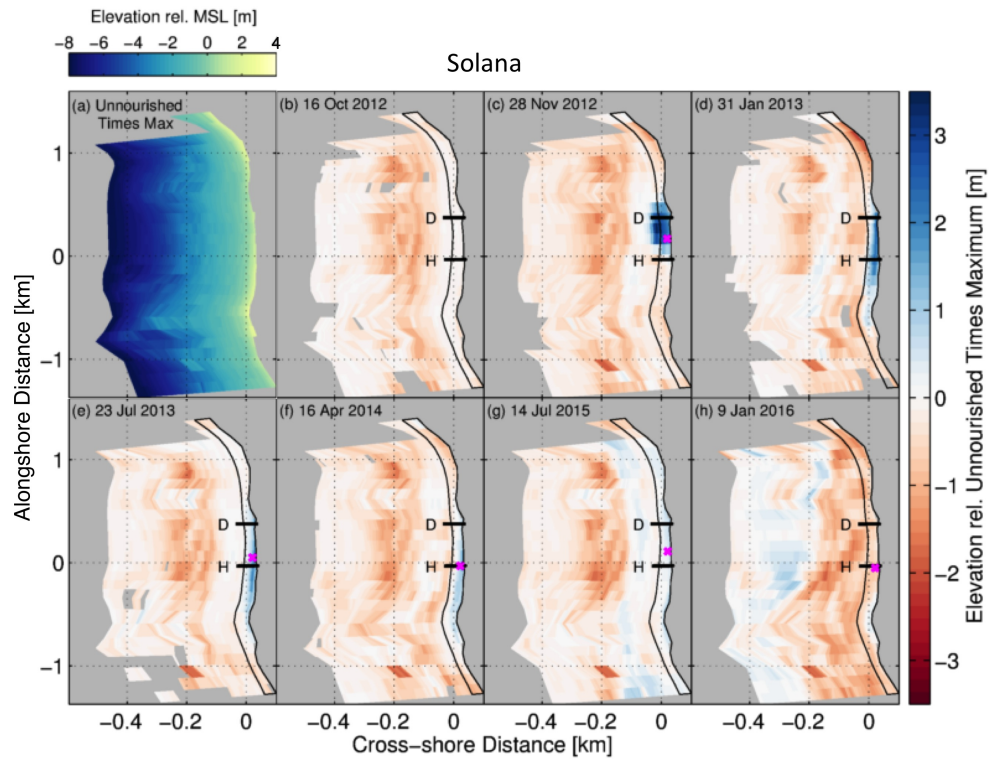 Elevation rel. MSL [m]
−8 −6 −4 −2 0 2 4
Solana
(a) Unnourished
Times Max
(b) 16 Oct 2012
(c) 28 Nov 2012
(d) 31 Jan 2013
1
0
−1
D
H
D
H
D
H
(e) 23 Jul 2013
(f) 16 Apr 2014
(g) 14 Jul 2015
(h) 9 Jan 2016
1
0
−1
D
H
D
H
D
H
D
H
−0.4 −0.2 0
−0.4 −0.2 0
−0.4 −0.2 0
−0.4 −0.2 0
Cross−shore Distance [km]
Alongshore Distance [km]
3
2
1
0
−1
−2
−3
Elevation rel. Unnourished Times Maximum [m]